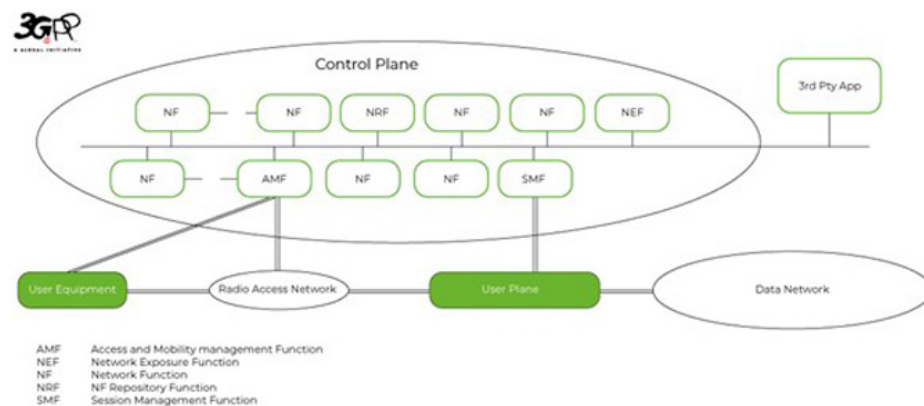 3GPP
A GLOBAL INITIATIVE
Control Plane
3rd Pty App
NF NF NRF NF NF NEF
NF AMF NF NF SMF
User Equipment Radio Access Network User Plane Data Network
AMF Access and Mobility management Function
NEF Network Exposure Function
NF Network Function
NRF NF Repository Function
SMF Session Management Function